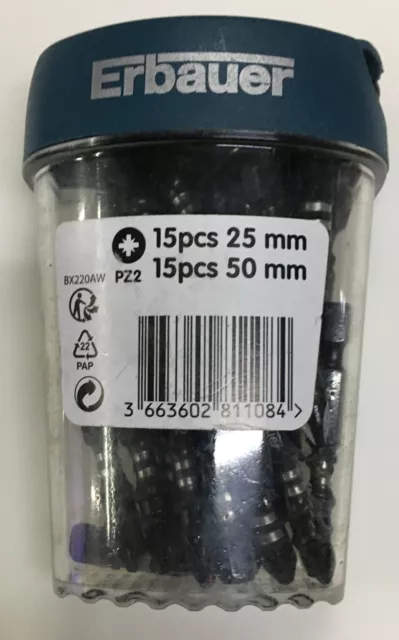 Erbauer
15pcs 25 mm
BX220AW PZ2 15pcs 50 mm
22
PAP
3 663602 811084 >